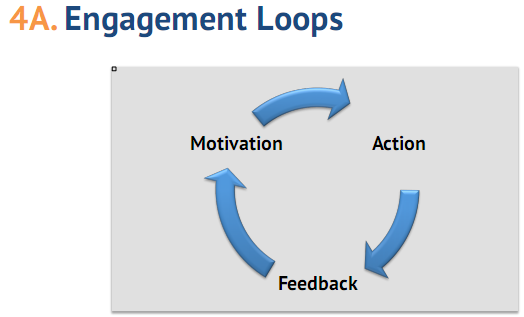 4A. Engagement Loops
Motivation
Action
Feedback